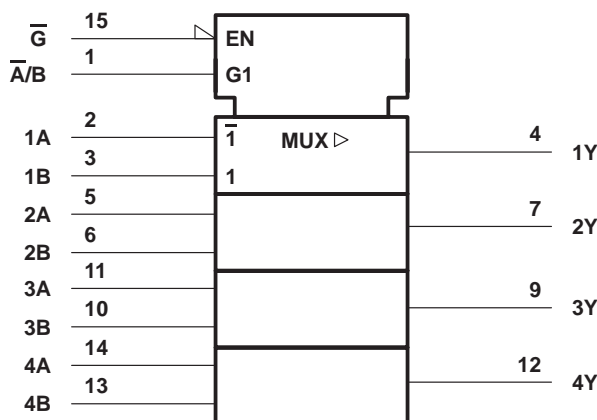 G̅ 15 EN
A̅/B 1 G1
1A 2 1̅ MUX ▷ 4 1Y
1B 3 1
2A 5 7 2Y
2B 6
3A 11 9 3Y
3B 10
4A 14 12 4Y
4B 13